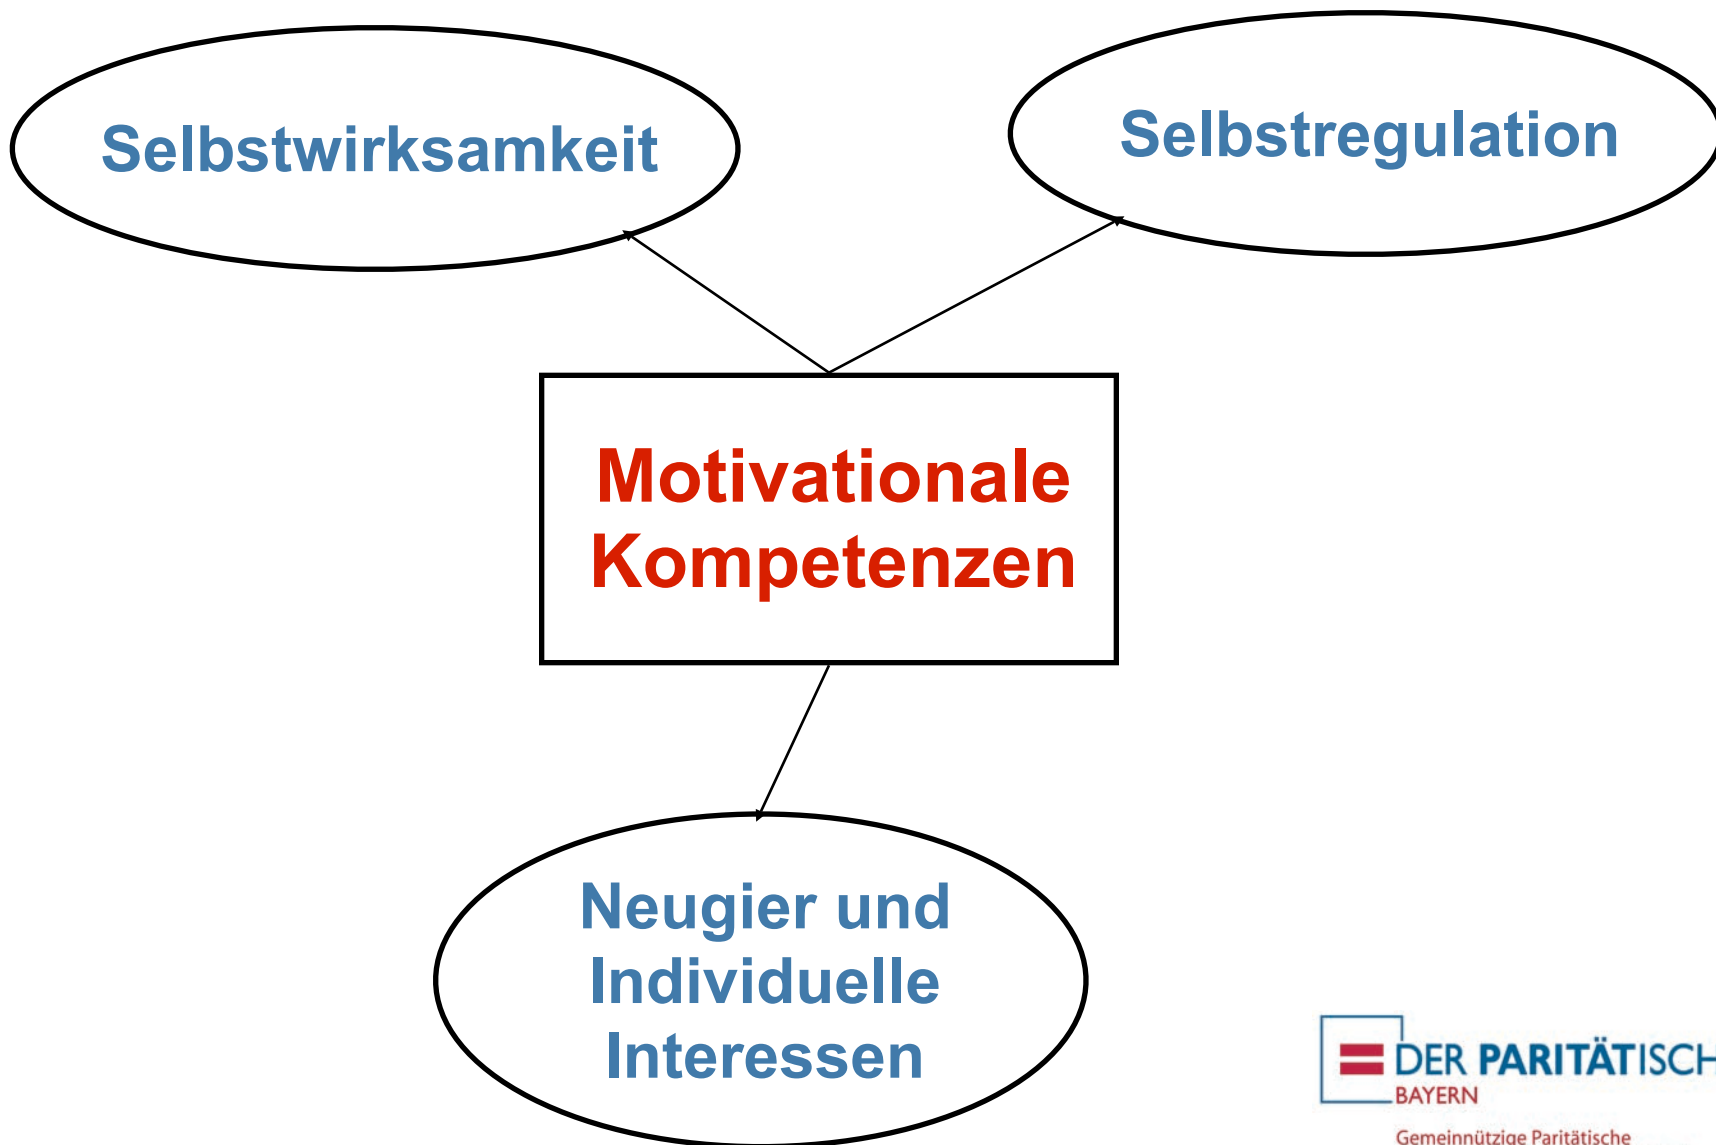 Selbstwirksamkeit
Selbstregulation
Motivationale
Kompetenzen
Neugier und
Individuelle
Interessen
DER PARITÄTISCH
BAYERN
Gemeinnützige Paritätische